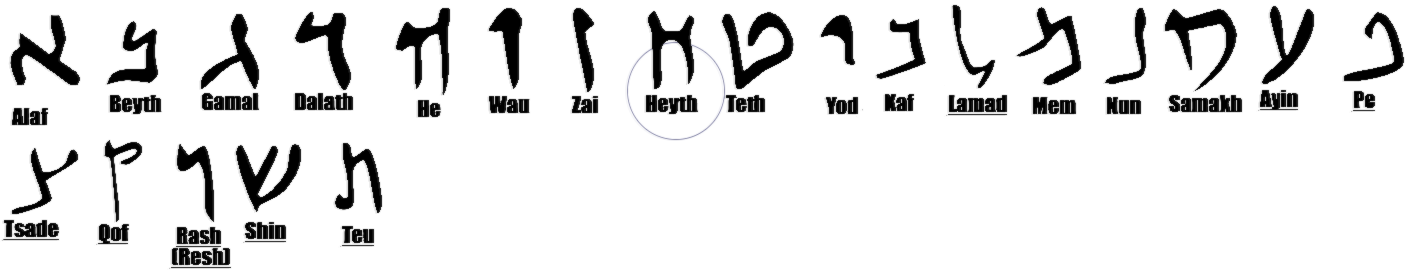 א ב ג ד ה ו ז ח ט י כ ל מ נ ס ע פ
Alaf Beyth Gamal Dalath He Wau Zai Heyth Teth Yod Kaf Lamad Mem Nun Samakh Ayin Pe
צ ק ר ש ת
Tsade Qof Rash Shin Teu
(Resh)